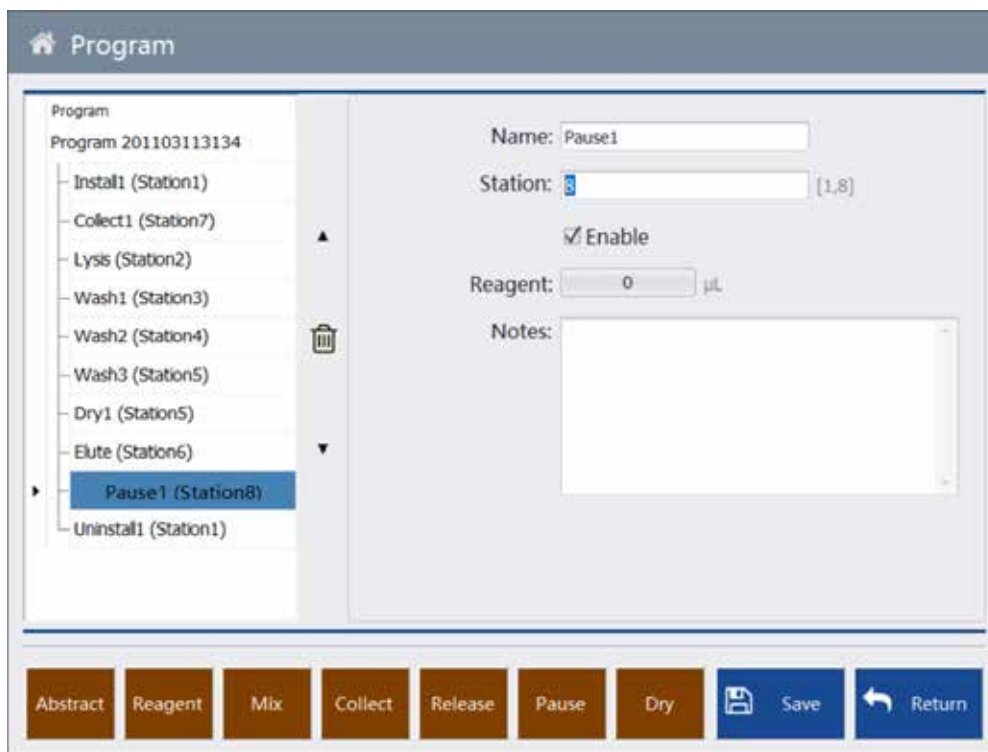 Program
Program
Program 201103113134
Install1 (Station1)
Collect1 (Station7)
Lysis (Station2)
Wash1 (Station3)
Wash2 (Station4)
Wash3 (Station5)
Dry1 (Station5)
Elute (Station6)
Pause1 (Station8)
Uninstall1 (Station1)
Name: Pause1
Station: 8 [1,8]
Enable
Reagent: 0 µL
Notes:
Abstract Reagent Mix Collect Release Pause Dry Save Return